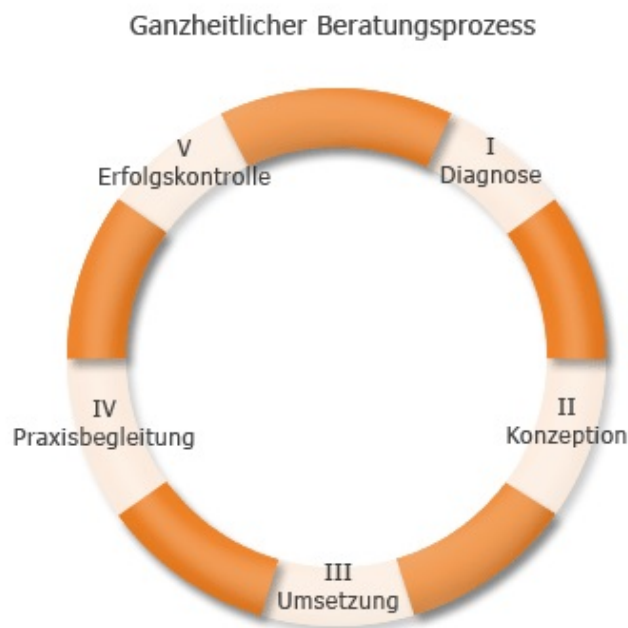 Ganzheitlicher Beratungsprozess
I
Diagnose
II
Konzeption
III
Umsetzung
IV
Praxisbegleitung
V
Erfolgskontrolle